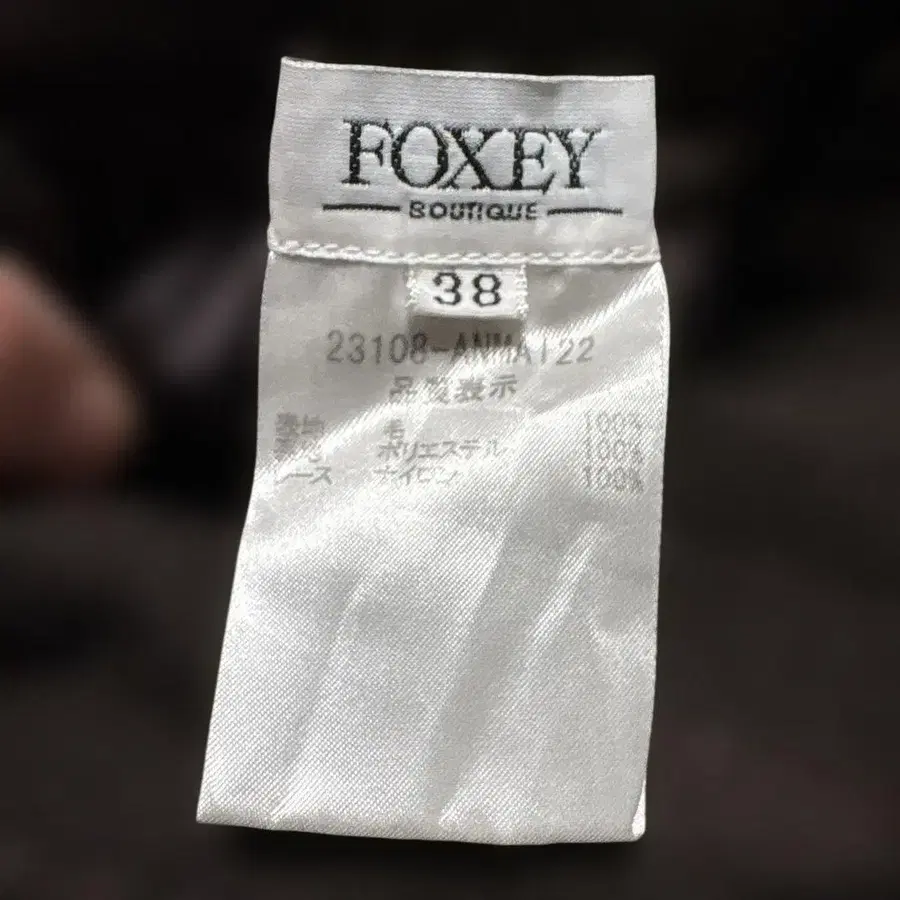 FOXEY
BOUTIQUE
38
23108-ANMA122
品質表示
表地 毛 100%
裏地 ポリエステル 100%
レース ナイロン 100%